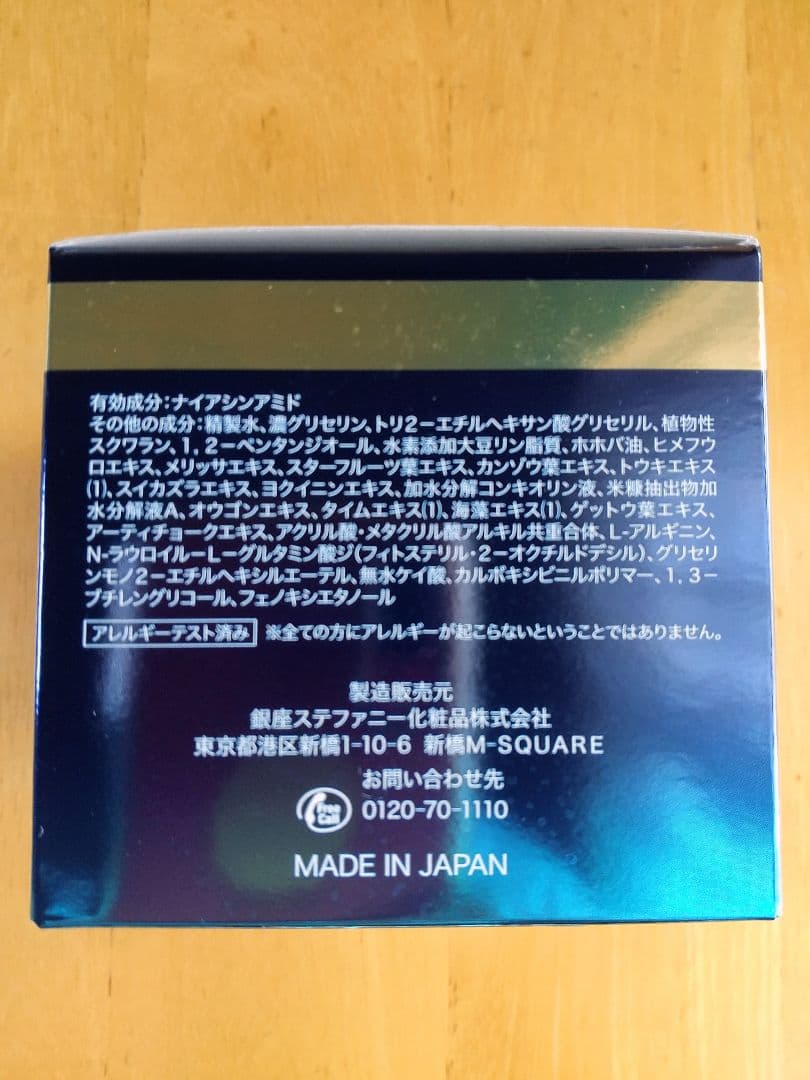 有効成分:ナイアシンアミド
その他の成分:精製水、濃グリセリン、トリ2−エチルヘキサン酸グリセリル、植物性
スクワラン、1,2−ペンタンジオール、水素添加大豆リン脂質、ホホバ油、ヒメフウ
ロエキス、メリッサエキス、スターフルーツ葉エキス、カンゾウ葉エキス、トウキエキス
(1)、スイカズラエキス、ヨクイニンエキス、加水分解コンキオリン液、米糠抽出物加
水分解液A、オウゴンエキス、タイムエキス(1)、海藻エキス(1)、ゲットウ葉エキス、
アーティチョークエキス、アクリル酸・メタクリル酸アルキル共重合体、L-アルギニン、
N-ラウロイル−L−グルタミン酸ジ(フィトステリル・2−オクチルドデシル)、グリセリ
ンモノ2−エチルヘキシルエーテル、無水ケイ酸、カルボキシビニルポリマー、1,3−
ブチレングリコール、フェノキシエタノール
アレルギーテスト済み ※全ての方にアレルギーが起こらないということではありません。
製造販売元
銀座ステファニー化粧品株式会社
東京都港区新橋1-10-6 新橋M-SQUARE
お問い合わせ先
Free Call 0120-70-1110
MADE IN JAPAN